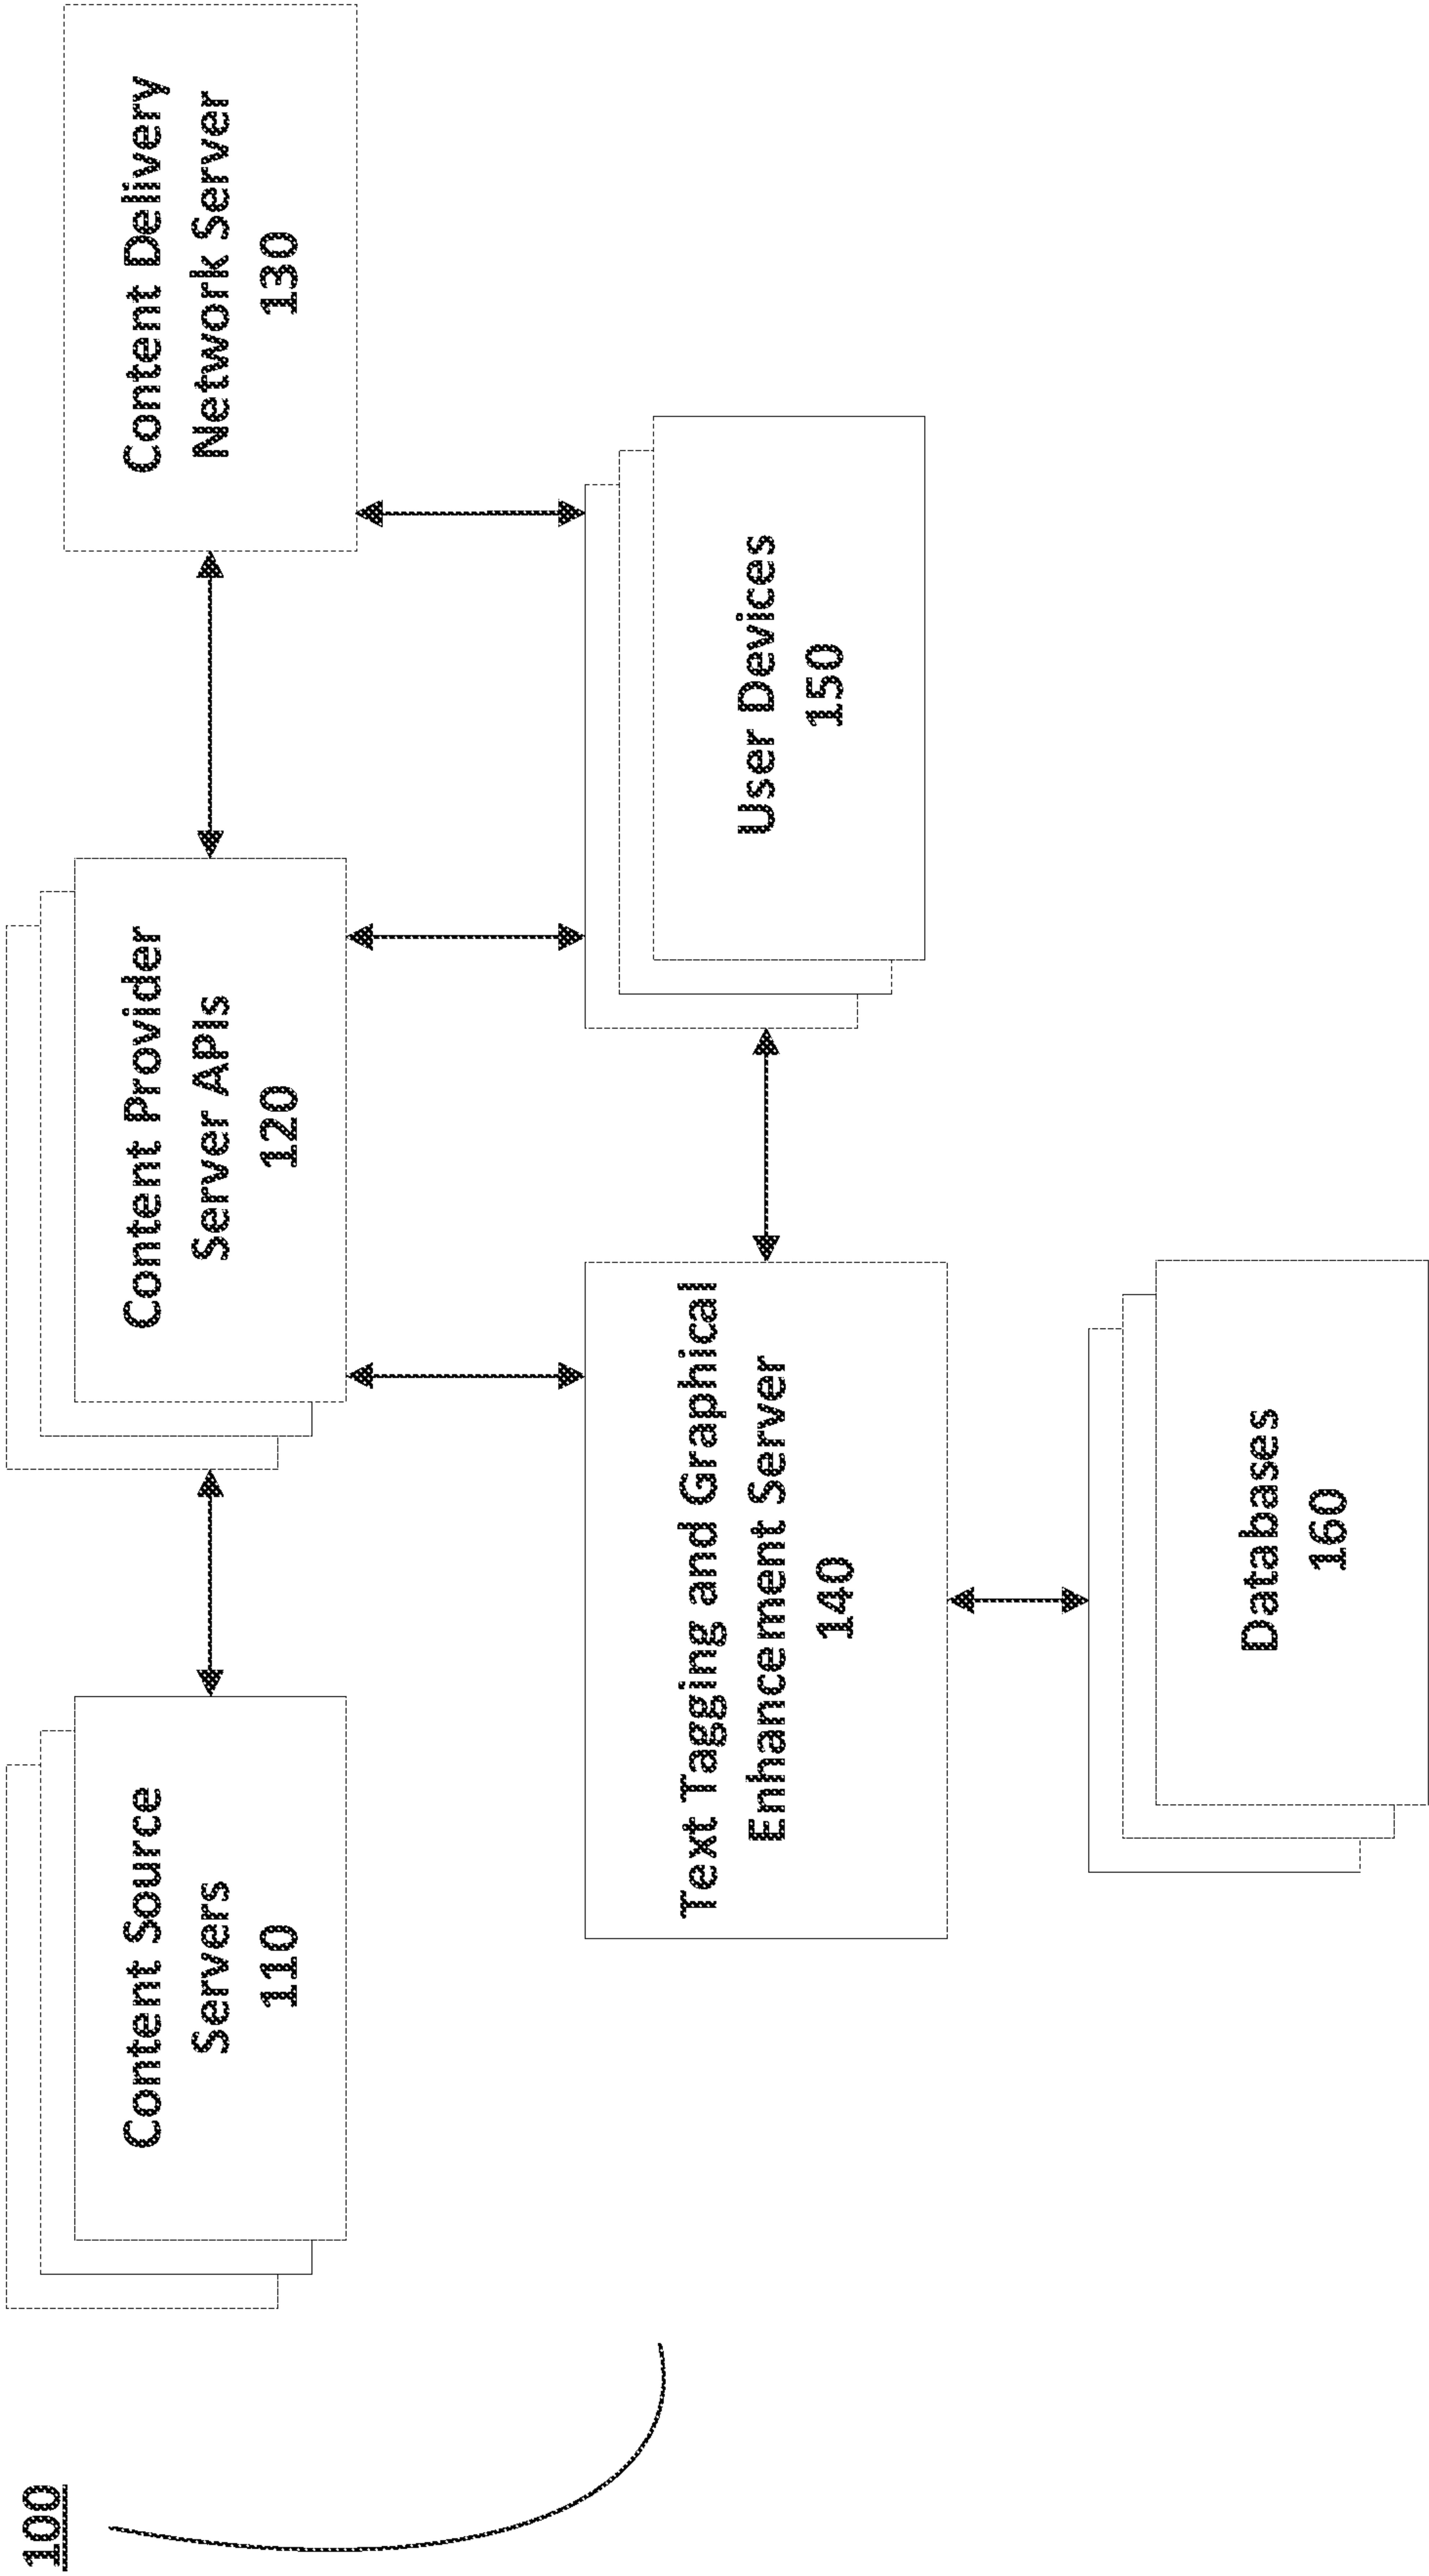 100
Content Source
Servers
110
Content Provider
Server APIs
120
Content Delivery
Network Server
130
Text Tagging and Graphical
Enhancement Server
140
User Devices
150
Databases
160